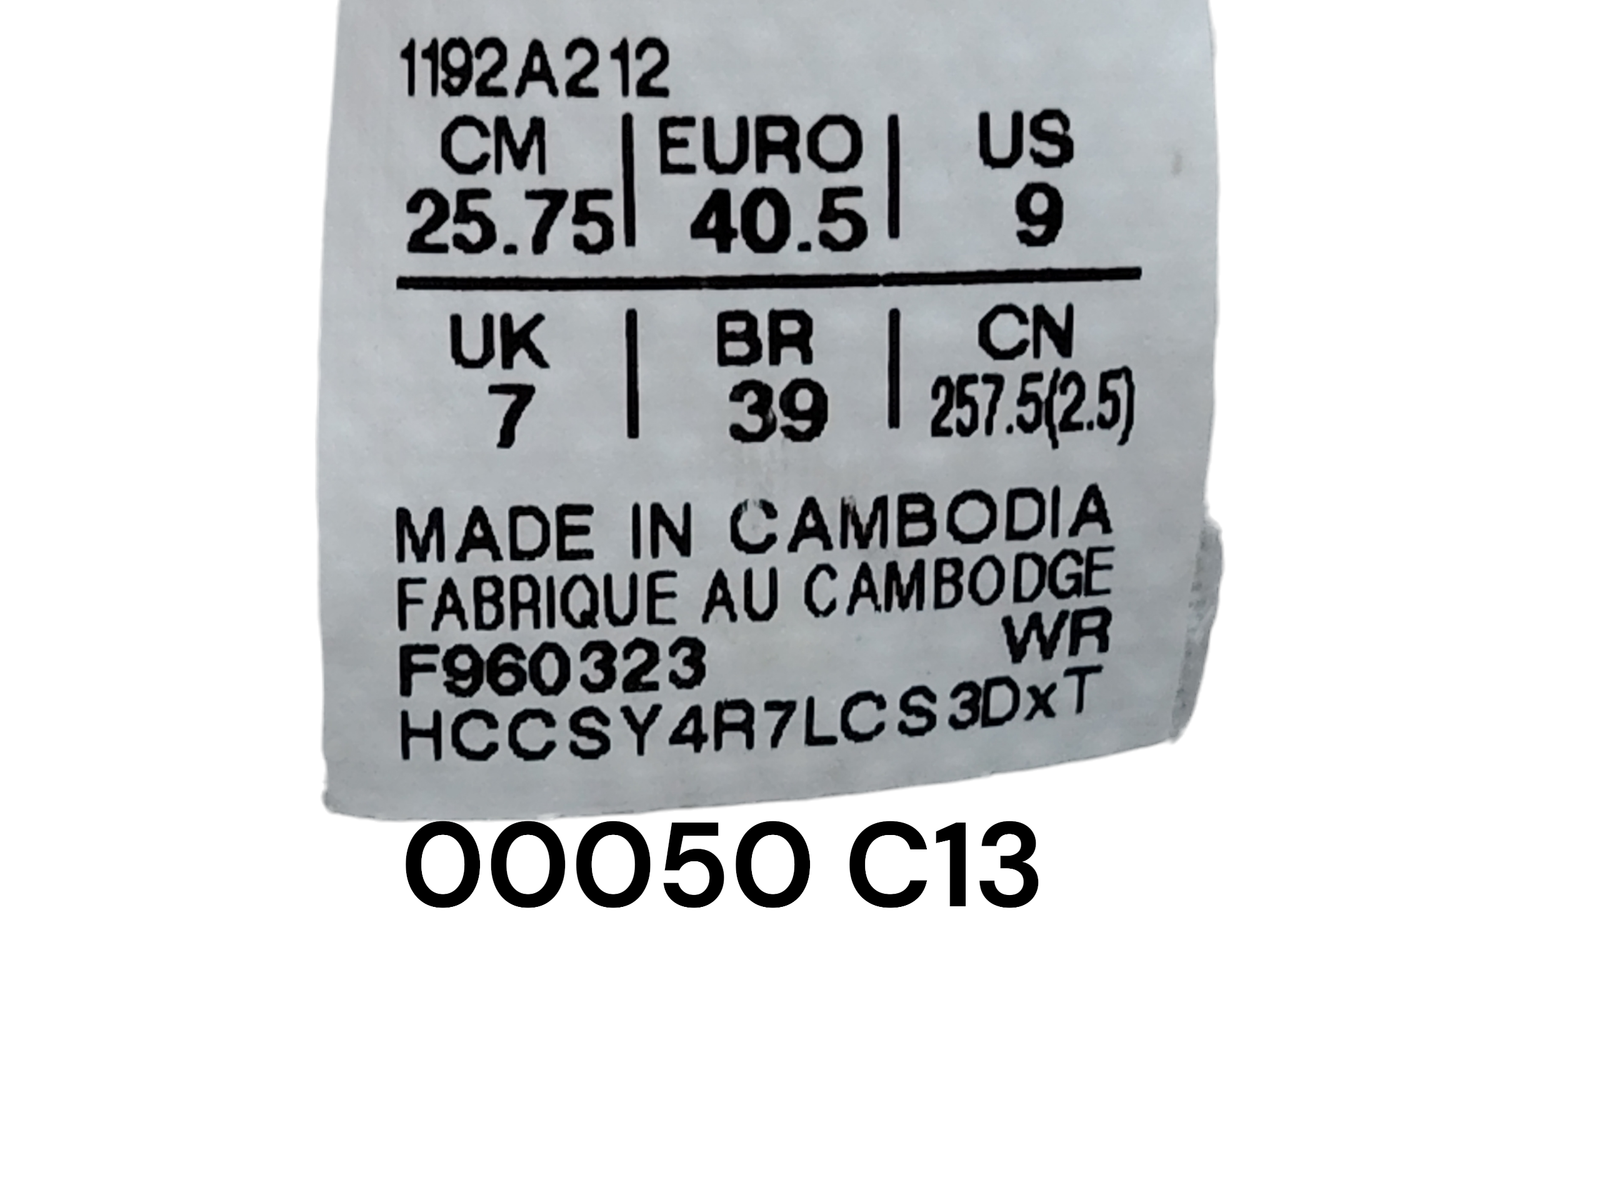 1192A212
CM | EURO | US
25.75 | 40.5 | 9
UK | BR | CN
7 | 39 | 257.5(2.5)
MADE IN CAMBODIA
FABRIQUE AU CAMBODGE
F960323 WR
HCCSY4R7LCS3DxT
00050 C13